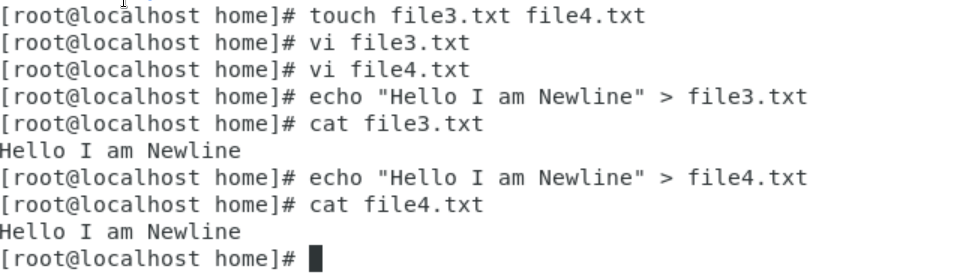 [root@localhost home]# touch file3.txt file4.txt
[root@localhost home]# vi file3.txt
[root@localhost home]# vi file4.txt
[root@localhost home]# echo "Hello I am Newline" > file3.txt
[root@localhost home]# cat file3.txt
Hello I am Newline
[root@localhost home]# echo "Hello I am Newline" > file4.txt
[root@localhost home]# cat file4.txt
Hello I am Newline
[root@localhost home]#